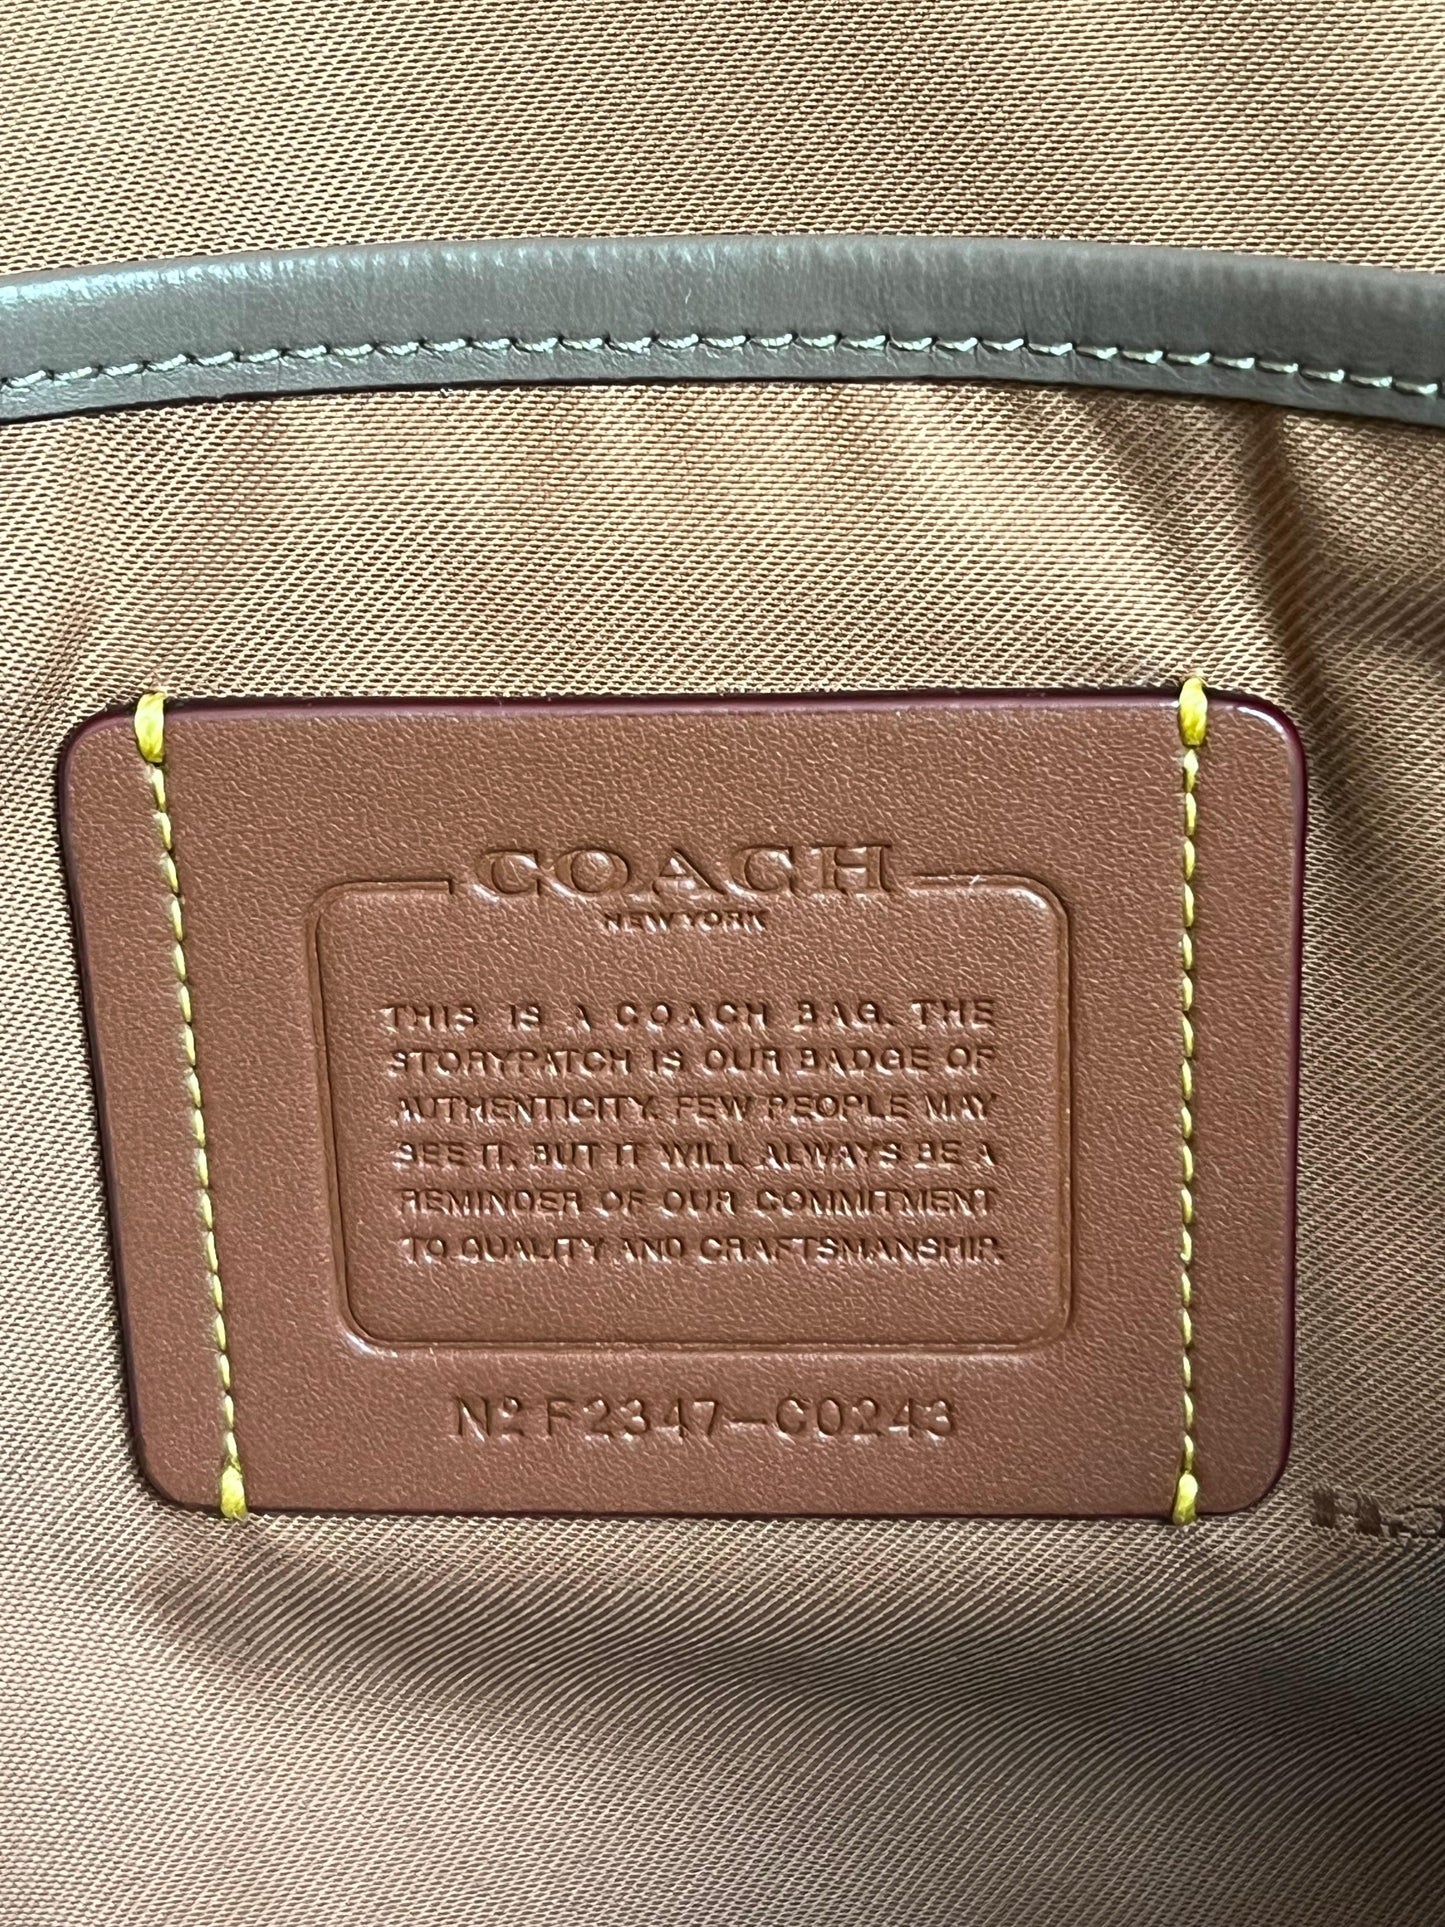 COACH
NEW YORK
THIS IS A COACH BAG. THE
STORYPATCH IS OUR BADGE OF
AUTHENTICITY. FEW PEOPLE MAY
SEE IT, BUT IT WILL ALWAYS BE A
REMINDER OF OUR COMMITMENT
TO QUALITY AND CRAFTSMANSHIP.
Nº F2347-C0243